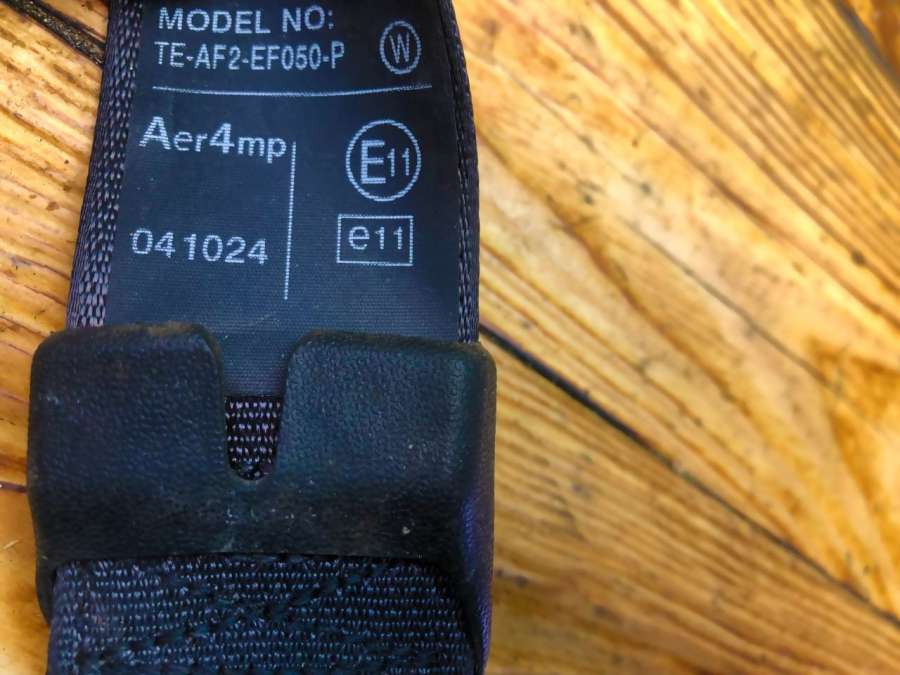 MODEL NO:
TE-AF2-EF050-P W
Aer4mp E11
041024 e11